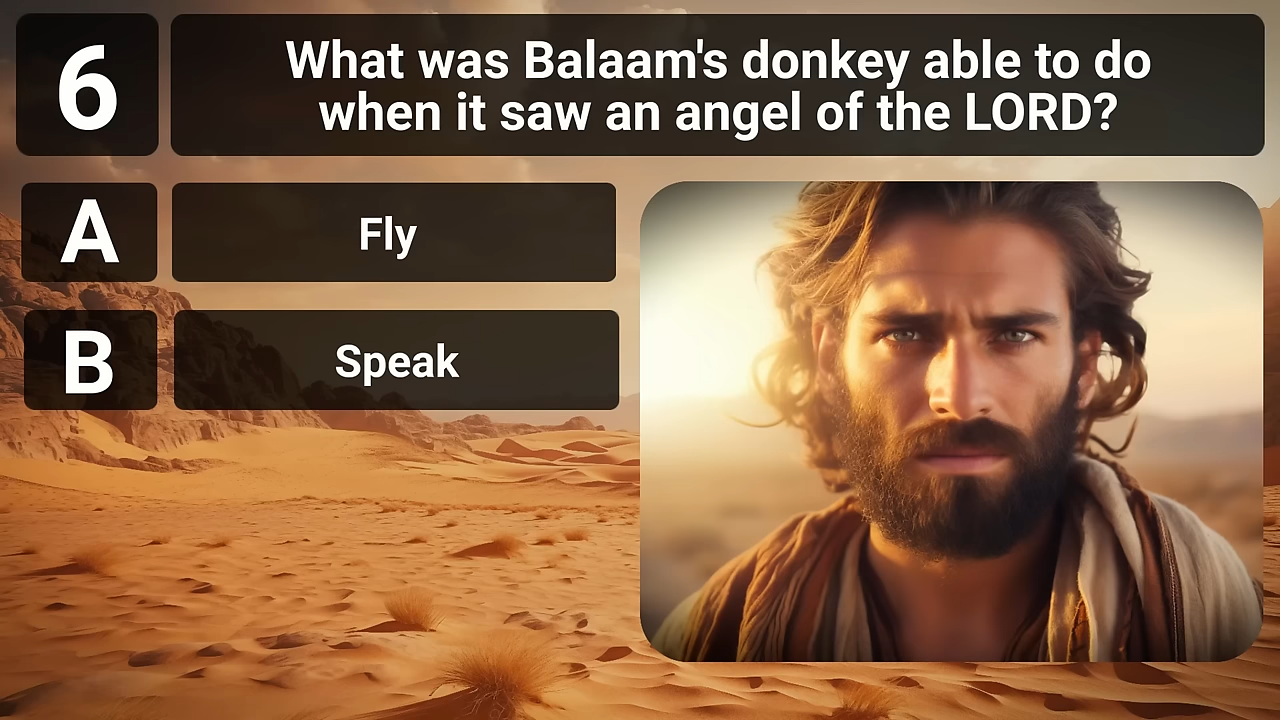 6
What was Balaam's donkey able to do
when it saw an angel of the LORD?
A
Fly
B
Speak